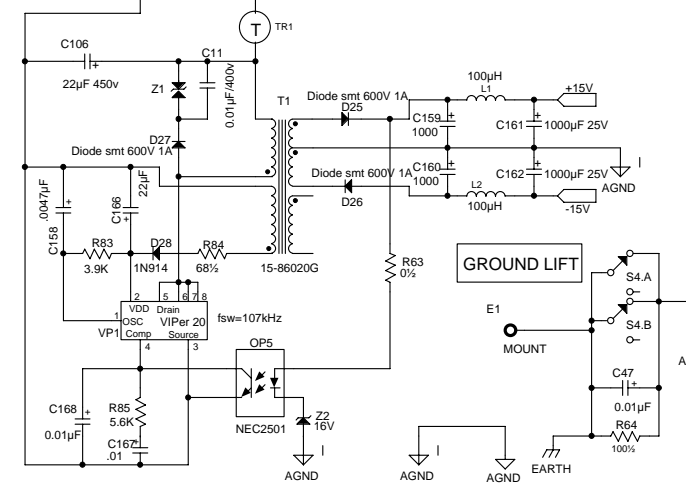 TR1
T
C106
22µF 450v
C11
0.01µF/400v
Z1
T1
D27
Diode smt 600V 1A
Diode smt 600V 1A
D25
100µH
L1
+15V
C159
1000
C161
1000µF 25V
C160
1000
C162
1000µF 25V
I
AGND
Diode smt 600V 1A
D26
L2
100µH
-15V
.0047µF
C158
C166
22µF
R83
3.9K
D28
1N914
R84
68½
15-86020G
R63
0½
GROUND LIFT
S4.A
S4.B
E1
MOUNT
2
5
6
7
8
VDD
Drain
1
OSC
VIPer 20
fsw=107kHz
VP1
Comp
Source
4
3
OP5
NEC2501
C168
0.01µF
R85
5.6K
C167
.01
Z2
16V
AGND
I
AGND
AGND
EARTH
C47
0.01µF
R64
100½
A